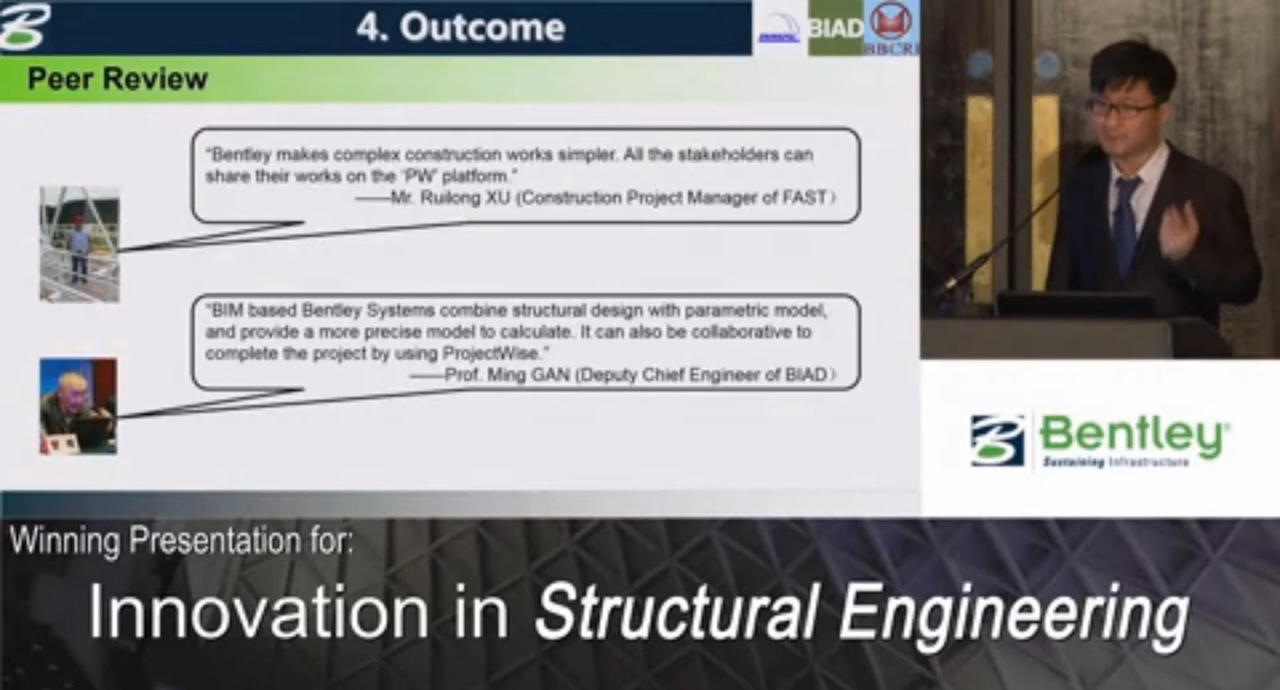 4. Outcome
BIAD
BBCRI
Peer Review
"Bentley makes complex construction works simpler. All the stakeholders can
share their works on the 'PW' platform."
——Mr. Ruilong XU (Construction Project Manager of FAST)
"BIM based Bentley Systems combine structural design with parametric model,
and provide a more precise model to calculate. It can also be collaborative to
complete the project by using ProjectWise."
——Prof. Ming GAN (Deputy Chief Engineer of BIAD)
Bentley®
Sustaining Infrastructure
Winning Presentation for:
Innovation in Structural Engineering